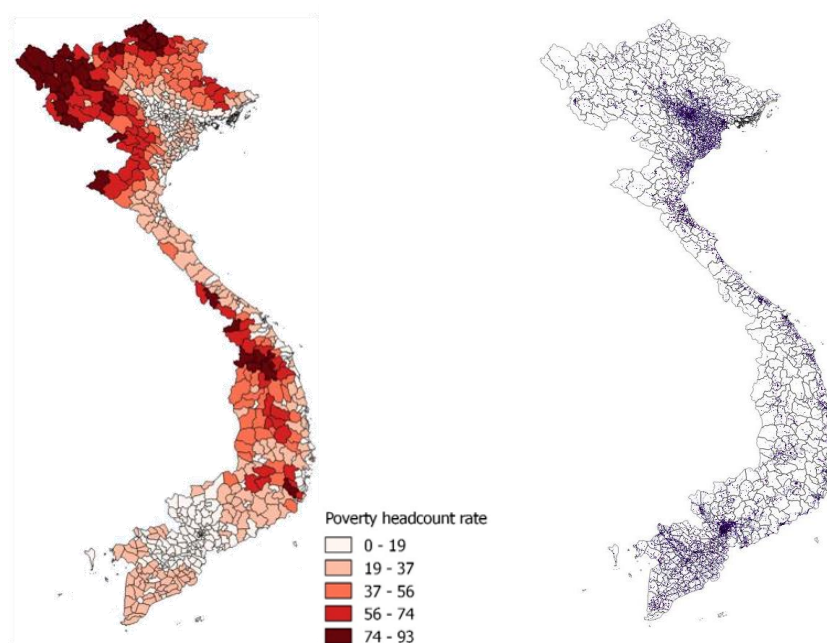 Poverty headcount rate
0 - 19
19 - 37
37 - 56
56 - 74
74 - 93